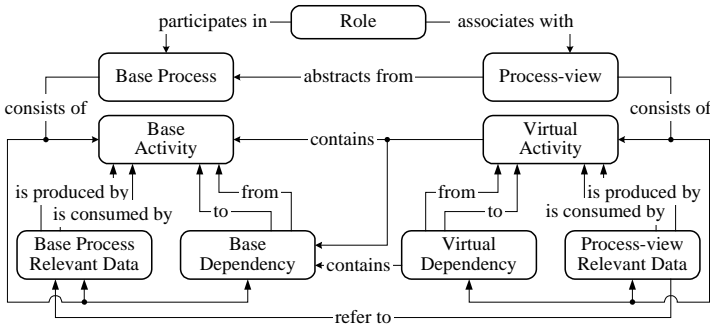 participates in
Role
associates with
Base Process
abstracts from
Process-view
consists of
consists of
Base
Activity
contains
Virtual
Activity
is produced by
from
from
is produced by
is consumed by
to
to
is consumed by
Base Process
Relevant Data
Base
Dependency
contains
Virtual
Dependency
Process-view
Relevant Data
refer to